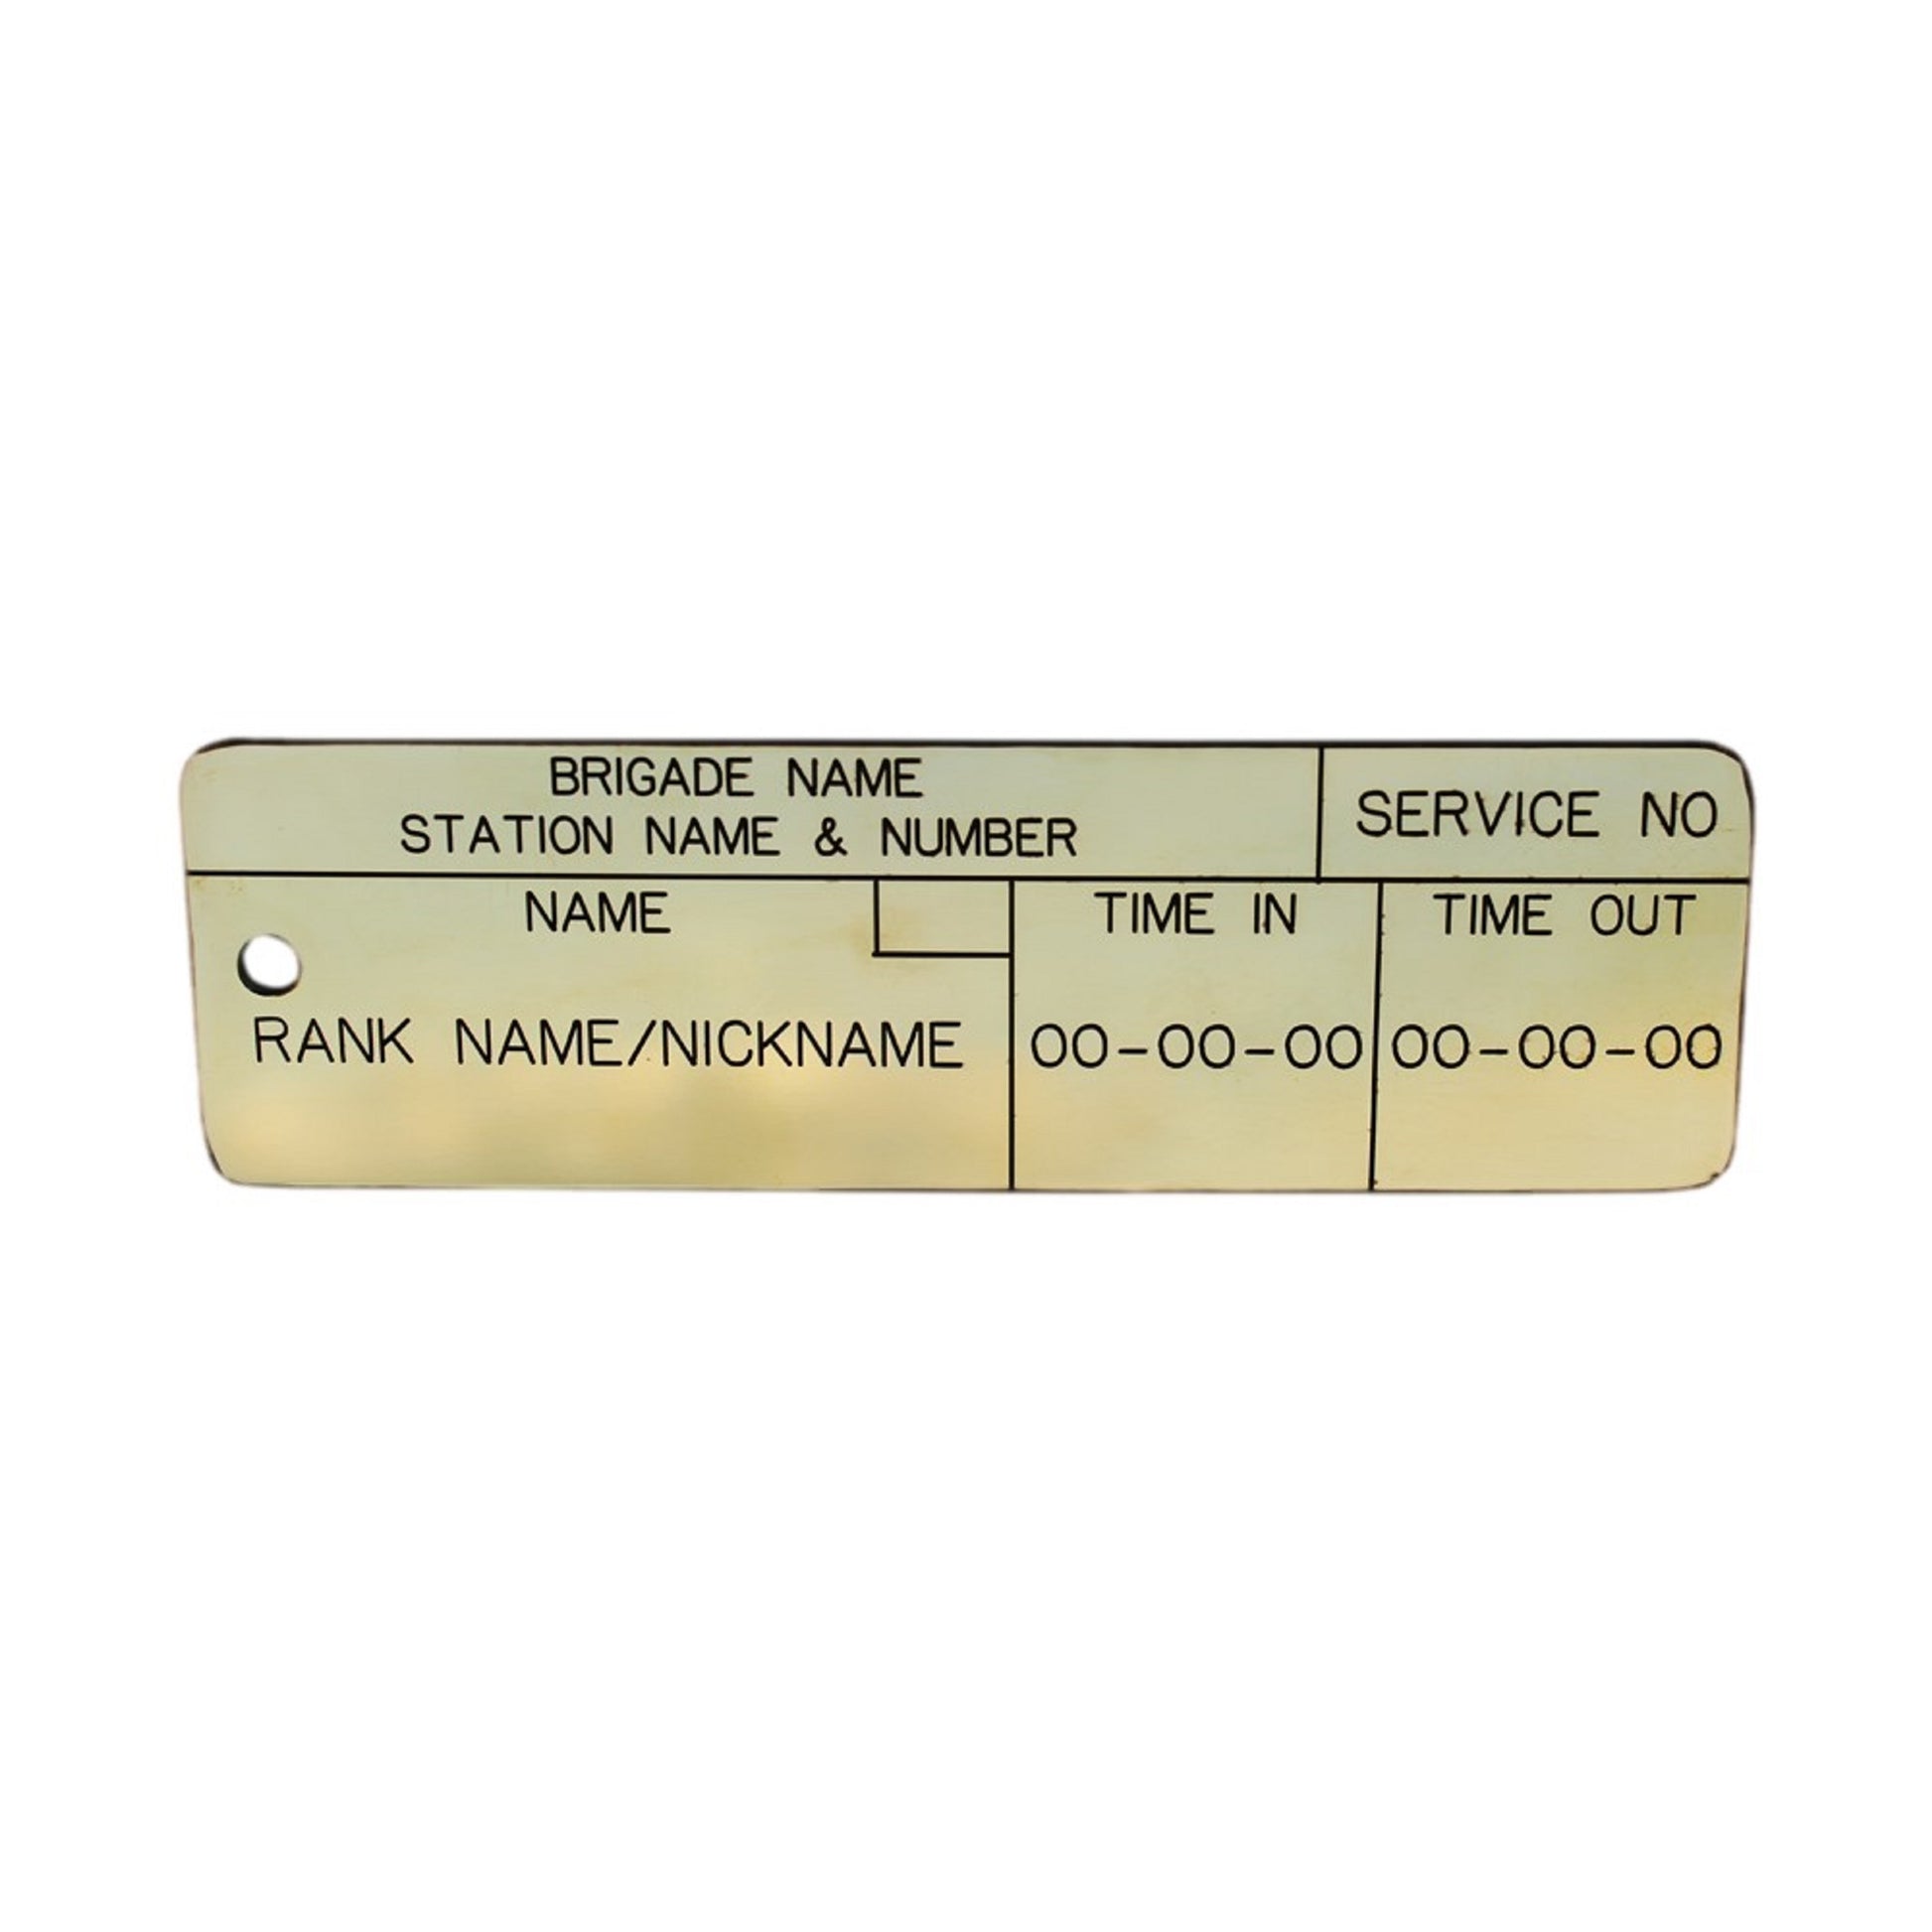 BRIGADE NAME
STATION NAME & NUMBER
SERVICE NO
NAME
TIME IN
TIME OUT
RANK NAME/NICKNAME
00-00-00
00-00-00